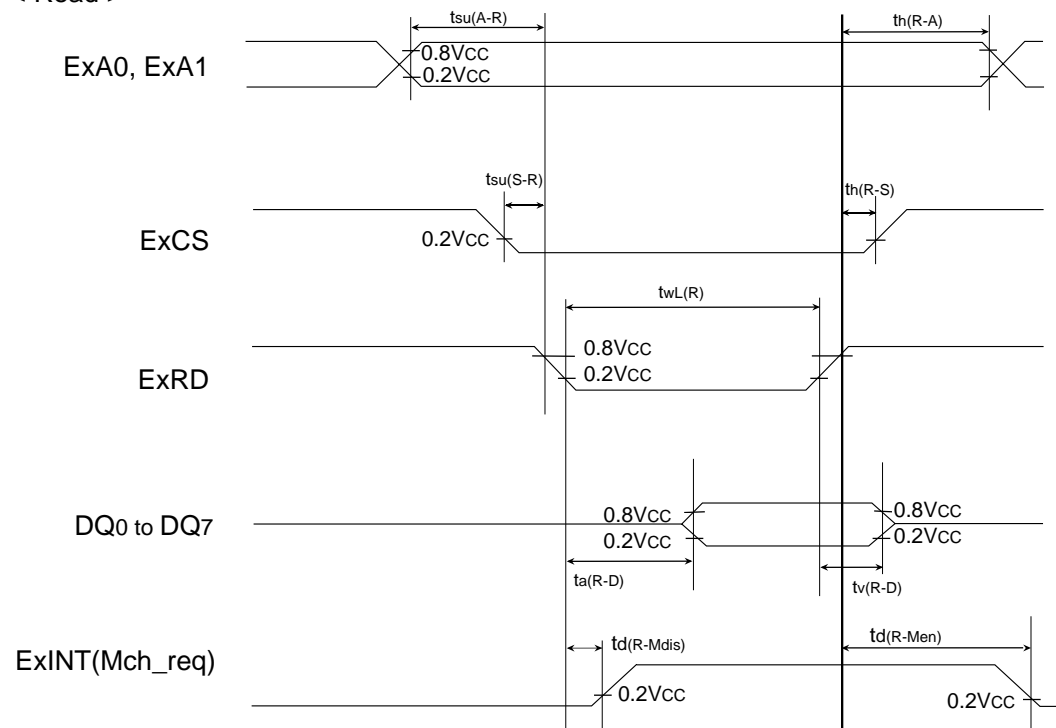 < Read >
tsu(A-R) th(R-A)
ExA0, ExA1
0.8VCC
0.2VCC
tsu(S-R) th(R-S)
ExCS
0.2VCC
twL(R)
ExRD
0.8VCC
0.2VCC
DQ0 to DQ7
0.8VCC 0.8VCC
0.2VCC 0.2VCC
ta(R-D) tv(R-D)
ExINT(Mch_req)
td(R-Mdis) td(R-Men)
0.2VCC 0.2VCC